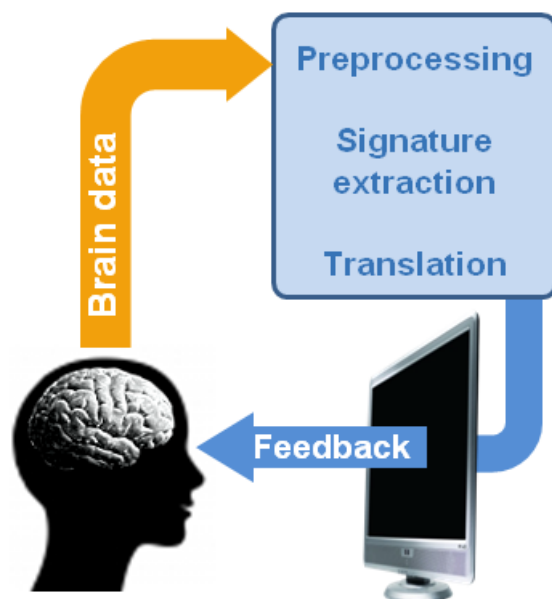 Preprocessing
Signature
extraction
Translation
Brain data
Feedback